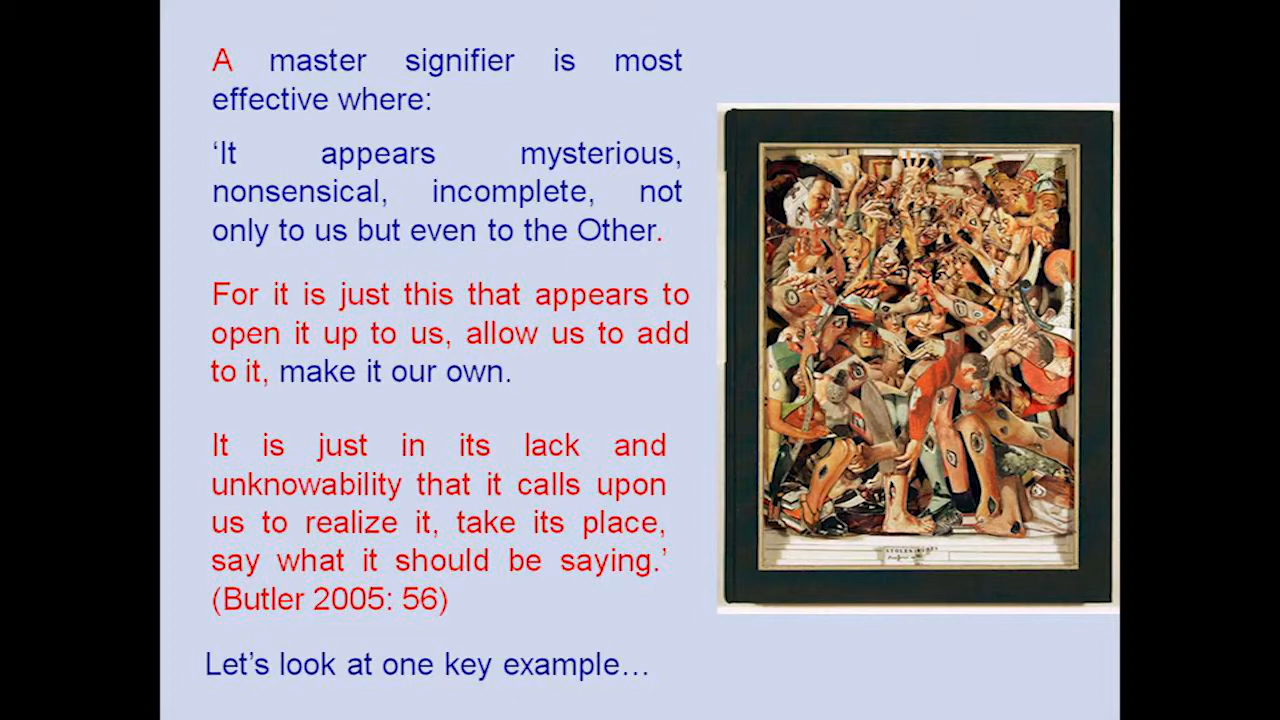 A master signifier is most
effective where:
‘It appears mysterious,
nonsensical, incomplete, not
only to us but even to the Other.
For it is just this that appears to
open it up to us, allow us to add
to it, make it our own.
It is just in its lack and
unknowability that it calls upon
us to realize it, take its place,
say what it should be saying.’
(Butler 2005: 56)
Let’s look at one key example…